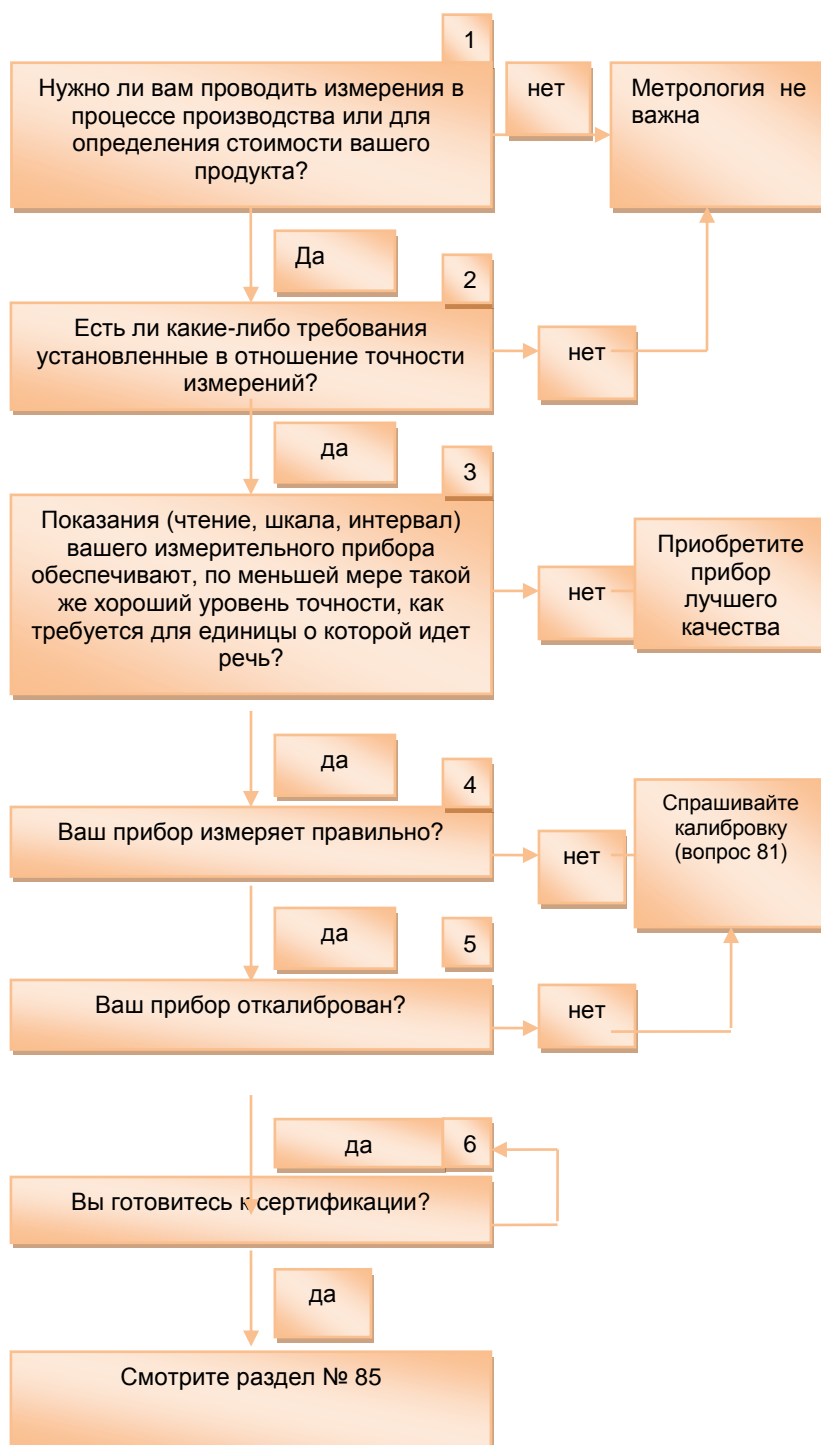 1
Нужно ли вам проводить измерения в
процессе производства или для
определения стоимости вашего
продукта?
нет
Метрология не
важна
Да
2
Есть ли какие-либо требования
установленные в отношение точности
измерений?
нет
да
3
Показания (чтение, шкала, интервал)
вашего измерительного прибора
обеспечивают, по меньшей мере такой
же хороший уровень точности, как
требуется для единицы о которой идет
речь?
нет
Приобретите
прибор
лучшего
качества
да
4
Ваш прибор измеряет правильно?
нет
Спрашивайте
калибровку
(вопрос 81)
да
5
Ваш прибор откалиброван?
нет
да
6
Вы готовитесь к сертификации?
да
Смотрите раздел № 85